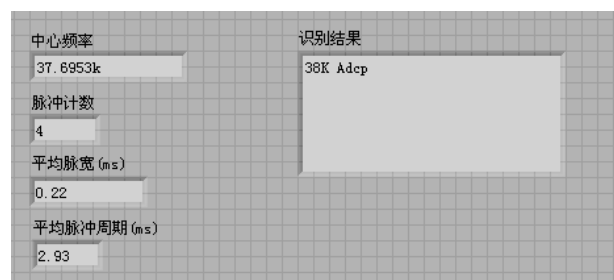 中心频率
37.6953k
脉冲计数
4
平均脉宽(ms)
0.22
平均脉冲周期(ms)
2.93
识别结果
38K Adcp